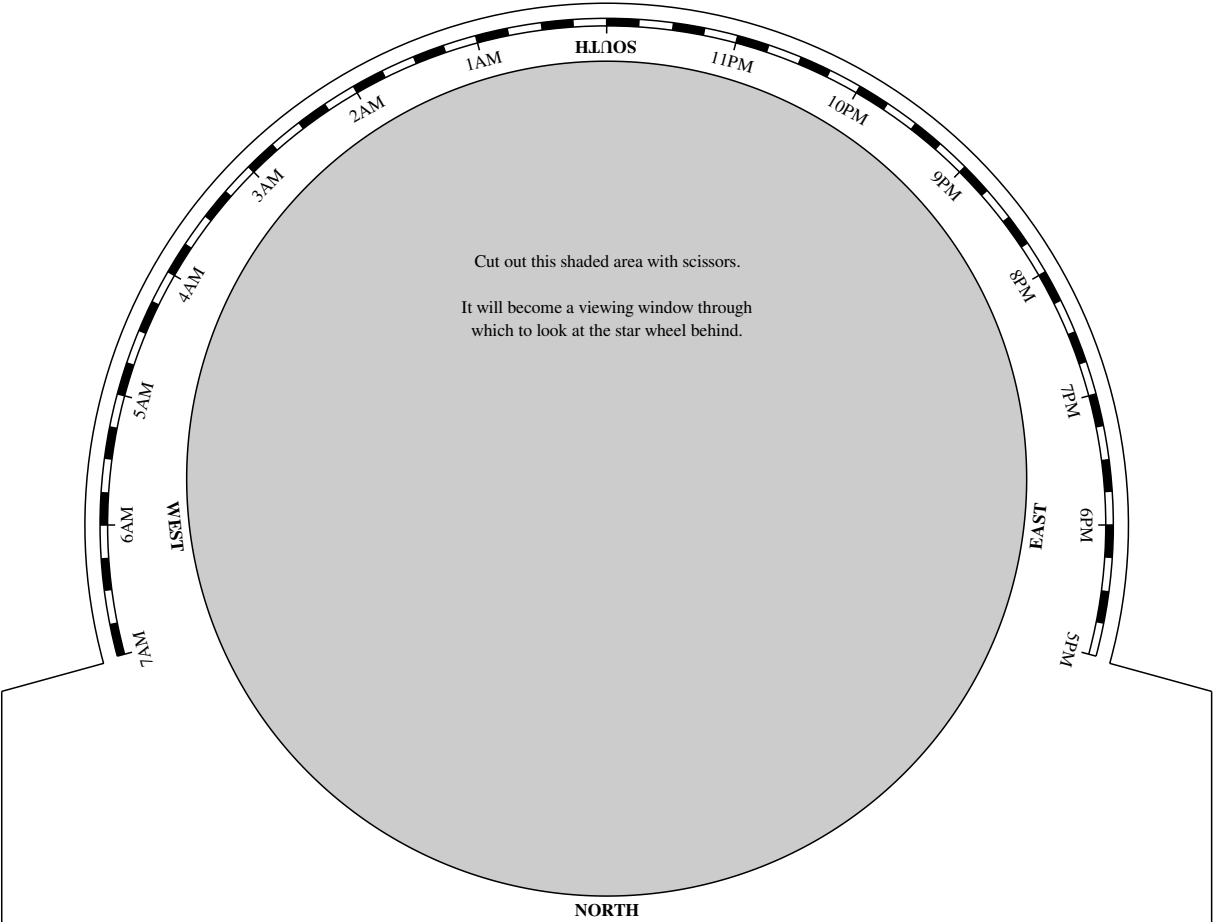 SOUTH
1AM
11PM
2AM
10PM
3AM
9PM
Cut out this shaded area with scissors.
4AM
8PM
It will become a viewing window through
which to look at the star wheel behind.
5AM
7PM
WEST
6AM
EAST
6PM
7AM
5PM
NORTH